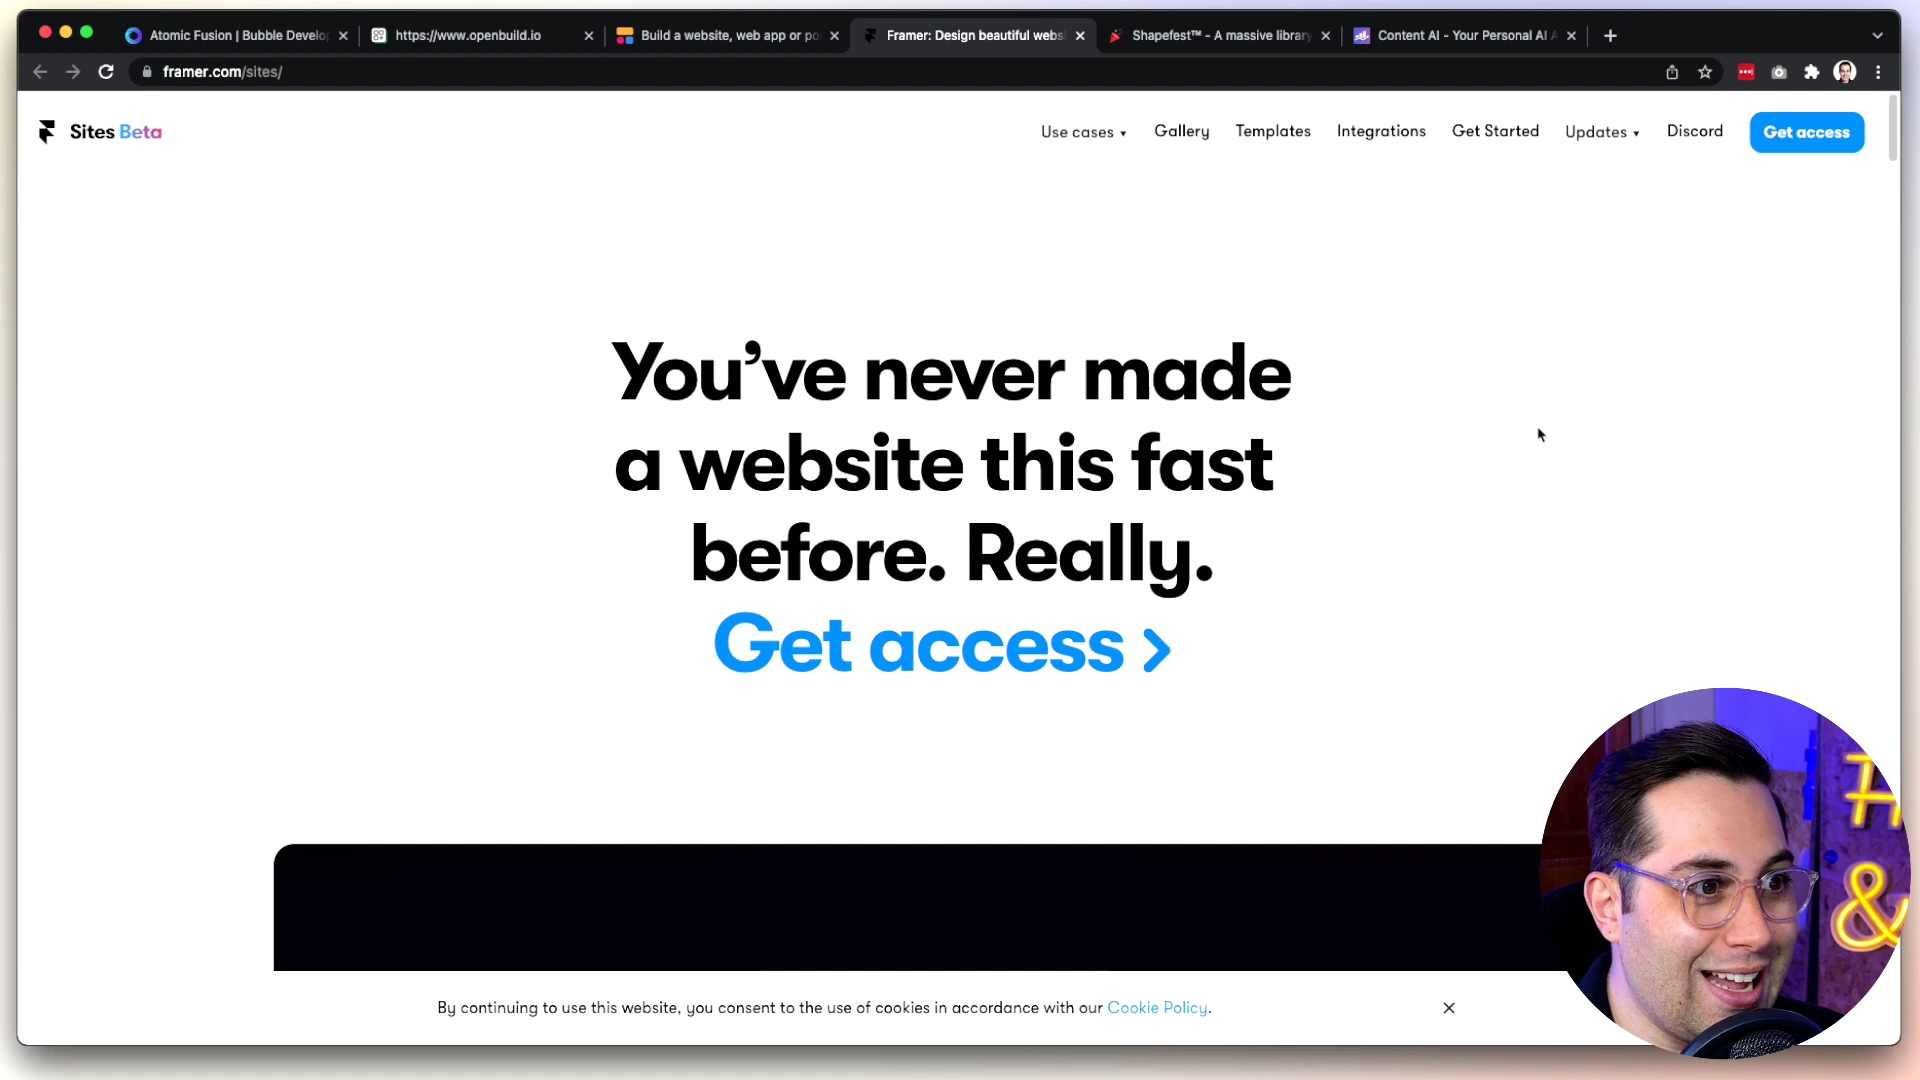 Atomic Fusion | Bubble Develo
https://www.openbuild.io
Build a website, web app or po
Framer: Design beautiful webs
Shapefest™ - A massive library
Content AI - Your Personal AI A
framer.com/sites/
Sites Beta
Use cases ▾
Gallery
Templates
Integrations
Get Started
Updates ▾
Discord
Get access
You’ve never made
a website this fast
before. Really.
Get access ›
By continuing to use this website, you consent to the use of cookies in accordance with our Cookie Policy.
#
&